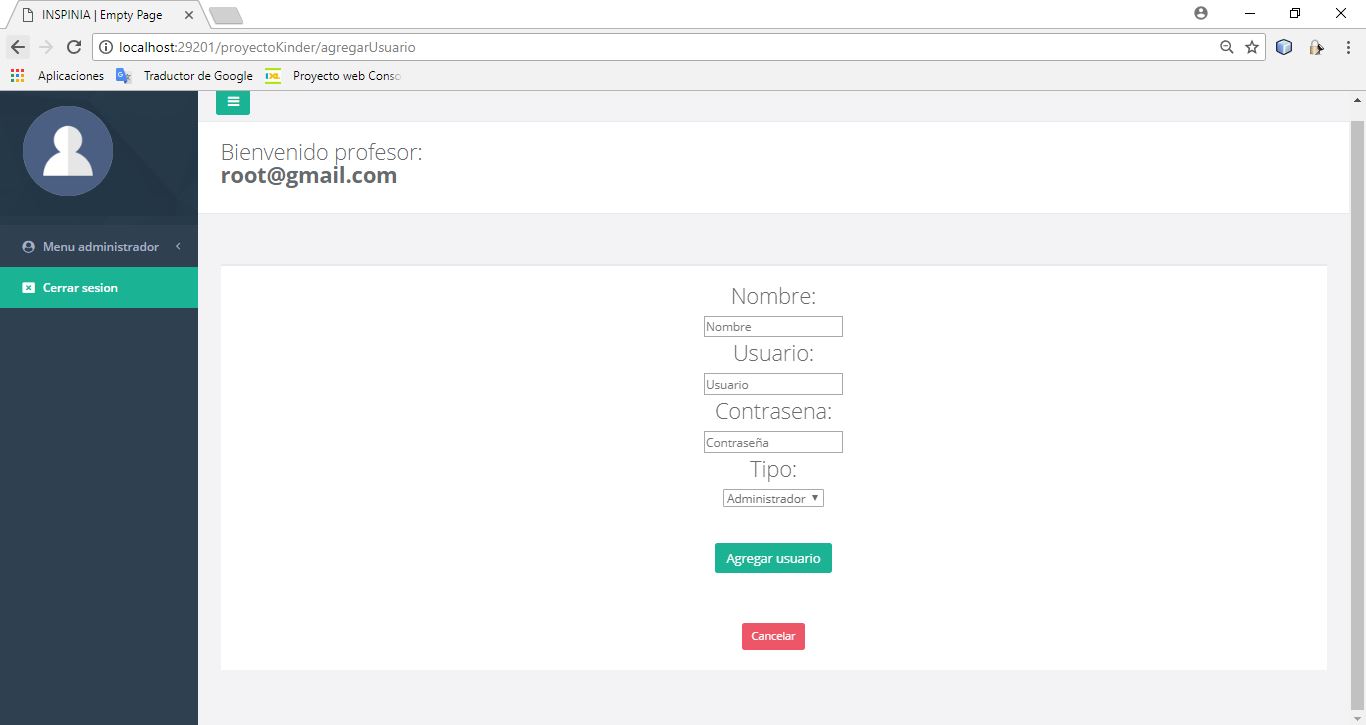 INSPINIA | Empty Page
localhost:29201/proyectoKinder/agregarUsuario
Aplicaciones Traductor de Google Proyecto web Conso
Bienvenido profesor:
root@gmail.com
Menu administrador
Cerrar sesion
Nombre:
Nombre
Usuario:
Usuario
Contrasena:
Contraseña
Tipo:
Administrador
Agregar usuario
Cancelar